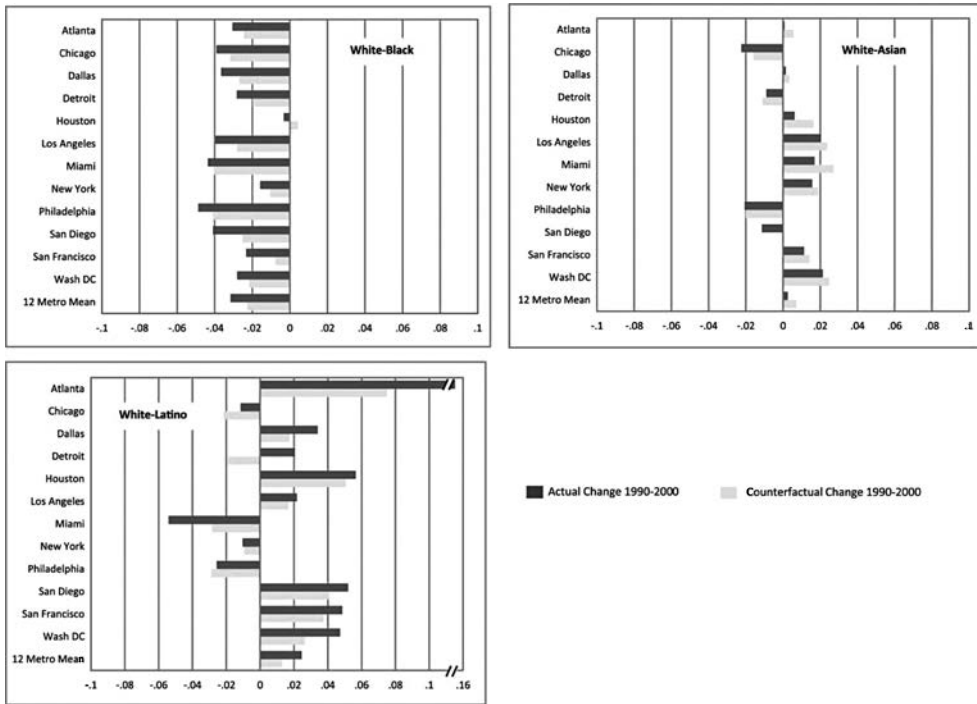 White-Black
Atlanta
Chicago
Dallas
Detroit
Houston
Los Angeles
Miami
New York
Philadelphia
San Diego
San Francisco
Wash DC
12 Metro Mean
-.1 -.08 -.06 -.04 -.02 0 .02 .04 .06 .08 .1
White-Asian
Atlanta
Chicago
Dallas
Detroit
Houston
Los Angeles
Miami
New York
Philadelphia
San Diego
San Francisco
Wash DC
12 Metro Mean
-.1 -.08 -.06 -.04 -.02 0 .02 .04 .06 .08 .1
White-Latino
Atlanta
Chicago
Dallas
Detroit
Houston
Los Angeles
Miami
New York
Philadelphia
San Diego
San Francisco
Wash DC
12 Metro Mean
-.1 -.08 -.06 -.04 -.02 0 .02 .04 .06 .08 .1 .16
Actual Change 1990-2000 Counterfactual Change 1990-2000